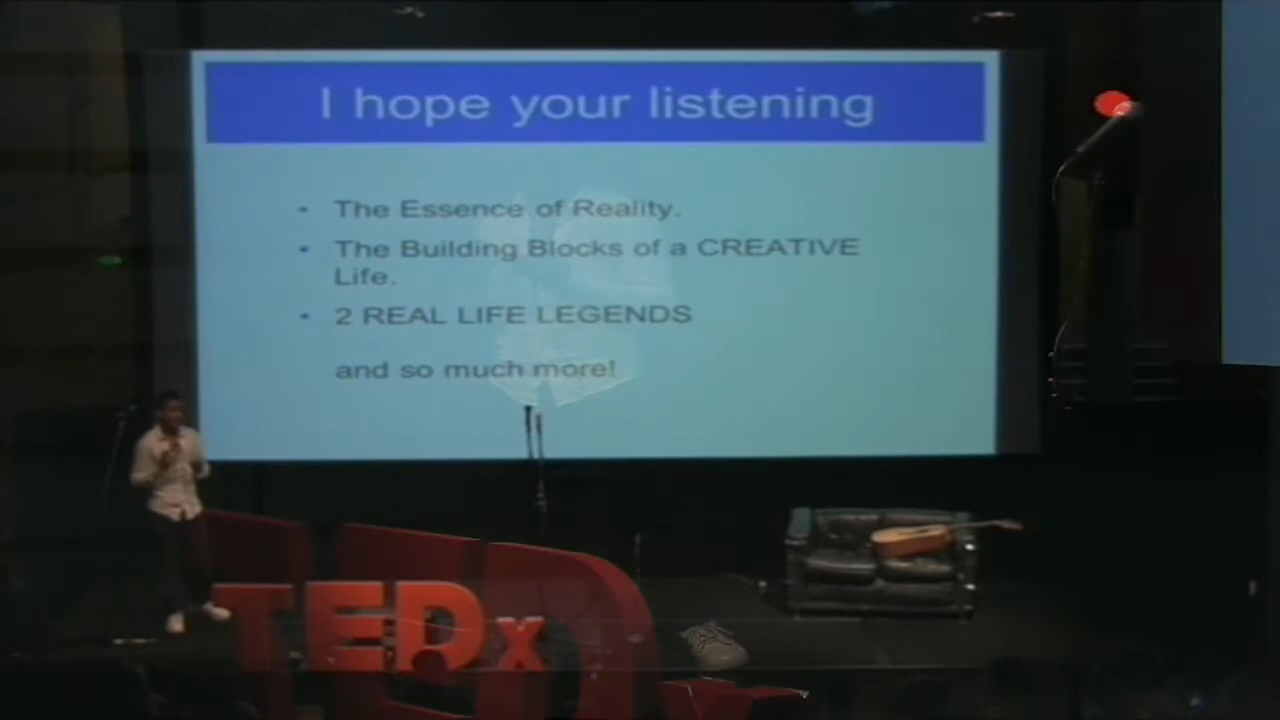 I hope your listening
• The Essence of Reality.
• The Building Blocks of a CREATIVE
Life.
• 2 REAL LIFE LEGENDS
and so much more!
TEDx